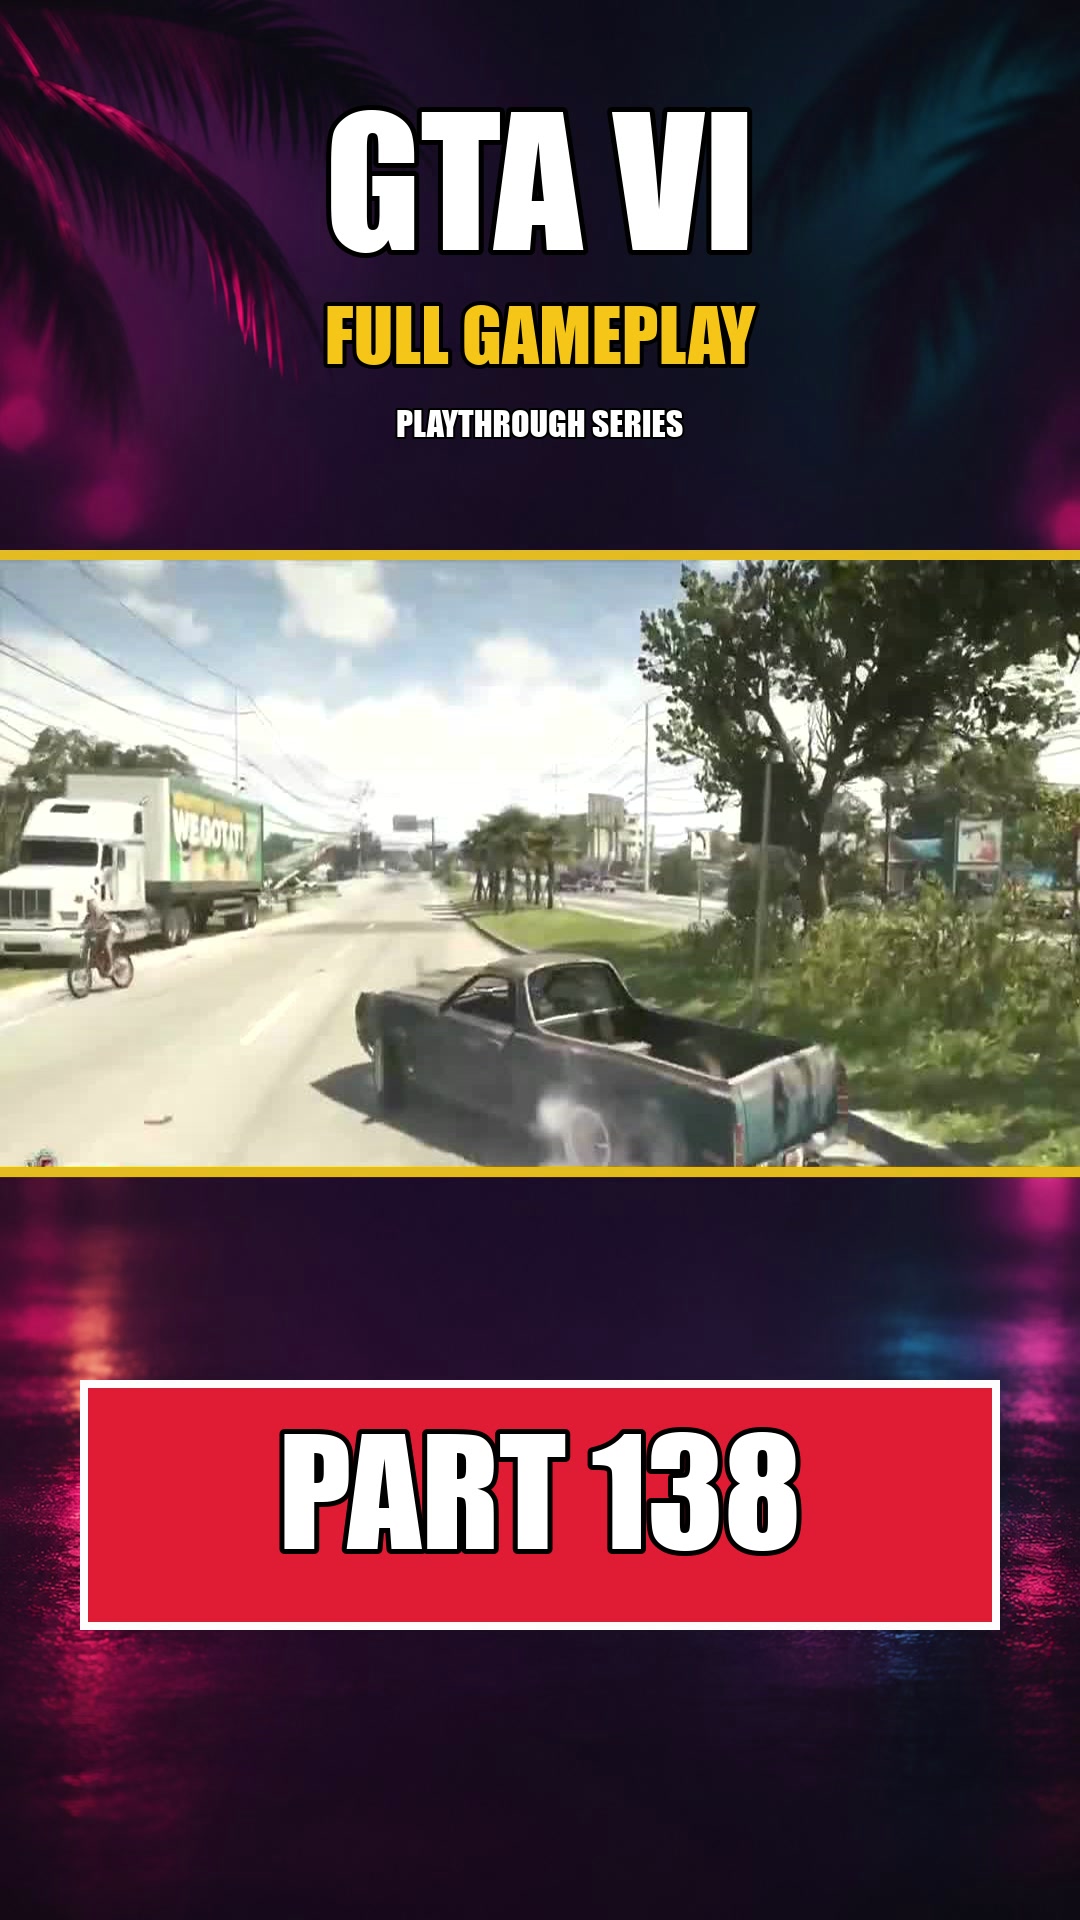 GTA VI
FULL GAMEPLAY
PLAYTHROUGH SERIES
WE GOT IT!
PART 138